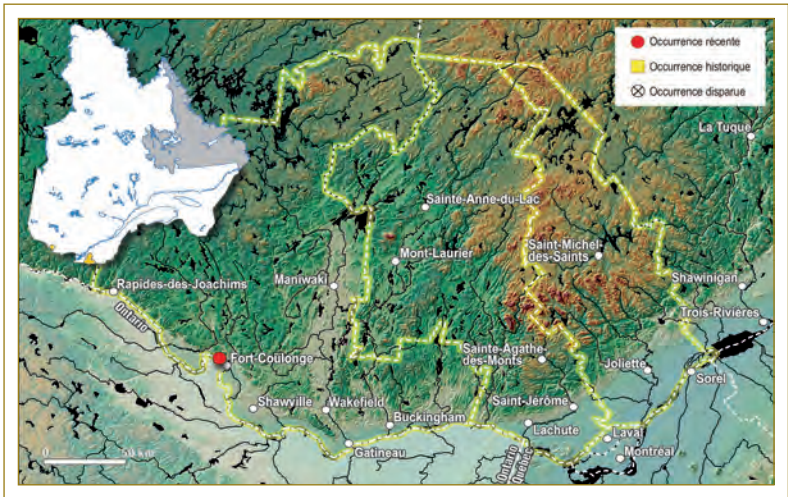 Occurrence récente
Occurrence historique
Occurrence disparue
La Tuque
Sainte-Anne-du-Lac
Mont-Laurier
Saint-Michel-
des-Saints
Maniwaki
Rapides-des-Joachims
Shawinigan
Ontario
Trois-Rivières
Fort-Coulonge
Sainte-Agathe-
des-Monts
Joliette
Sorel
Shawville
Wakefield
Saint-Jérôme
Buckingham
Lachute
Laval
Gatineau
Montréal
Ontario
Québec
0 50 km